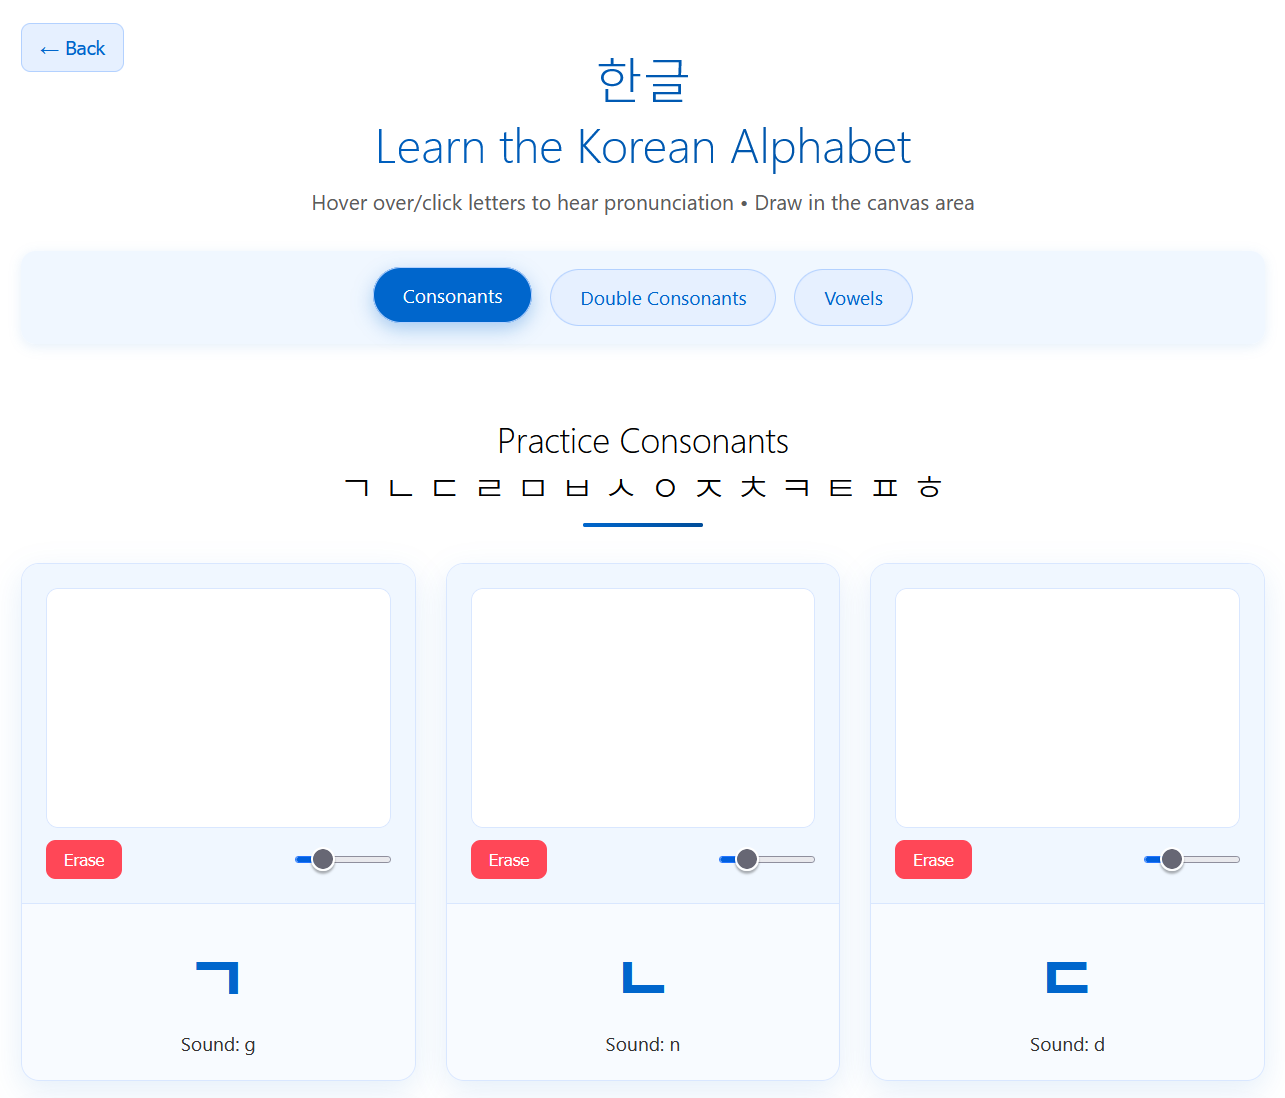 ← Back
한글
Learn the Korean Alphabet
Hover over/click letters to hear pronunciation • Draw in the canvas area
Consonants
Double Consonants
Vowels
Practice Consonants
ㄱ ㄴ ㄷ ㄹ ㅁ ㅂ ㅅ ㅇ ㅈ ㅊ ㅋ ㅌ ㅍ ㅎ
Erase
Erase
Erase
ㄱ
ㄴ
ㄷ
Sound: g
Sound: n
Sound: d